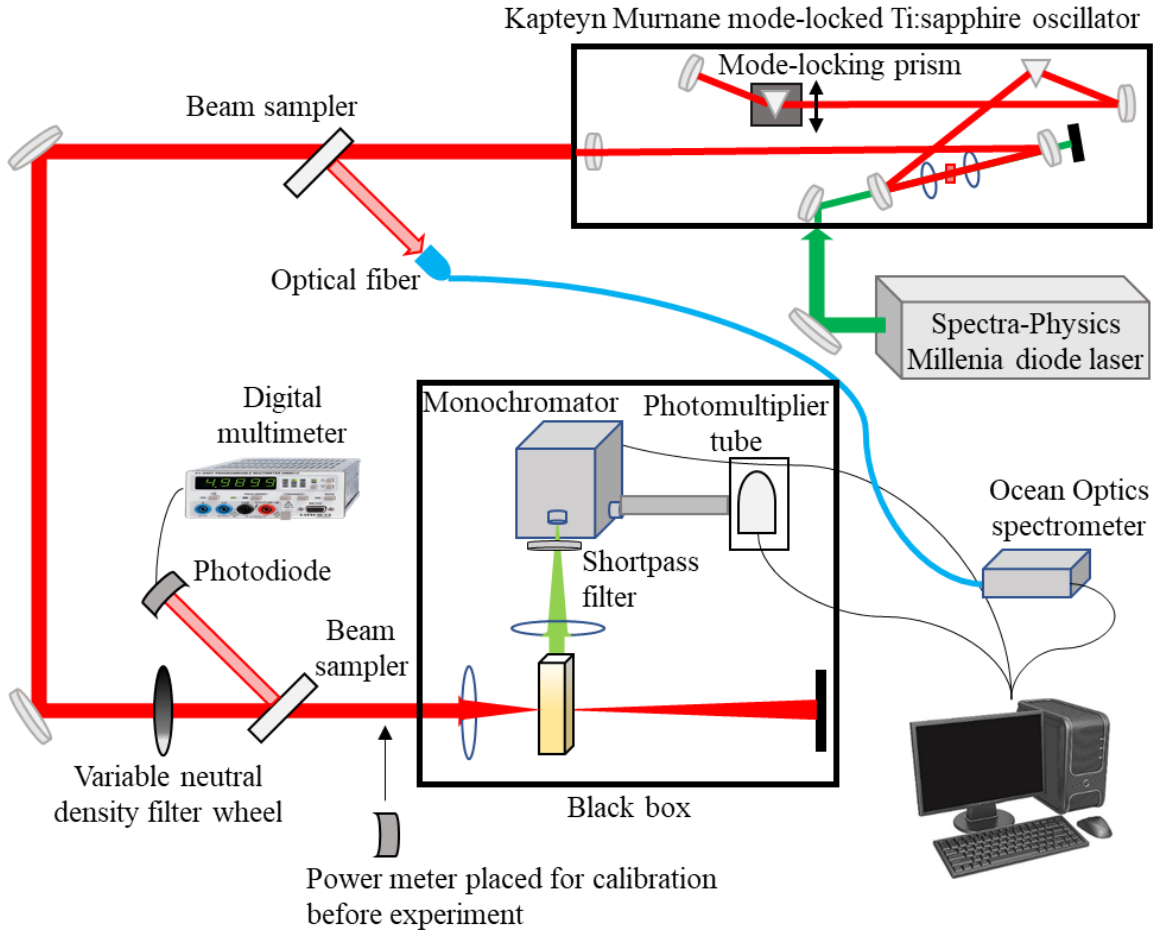 Kapteyn Murnane mode-locked Ti:sapphire oscillator
Mode-locking prism
Beam sampler
Optical fiber
Spectra-Physics
Millenia diode laser
Digital
multimeter
4.9899
Monochromator
Photomultiplier
tube
Ocean Optics
spectrometer
Shortpass
filter
Photodiode
Beam
sampler
Variable neutral
density filter wheel
Black box
Power meter placed for calibration
before experiment